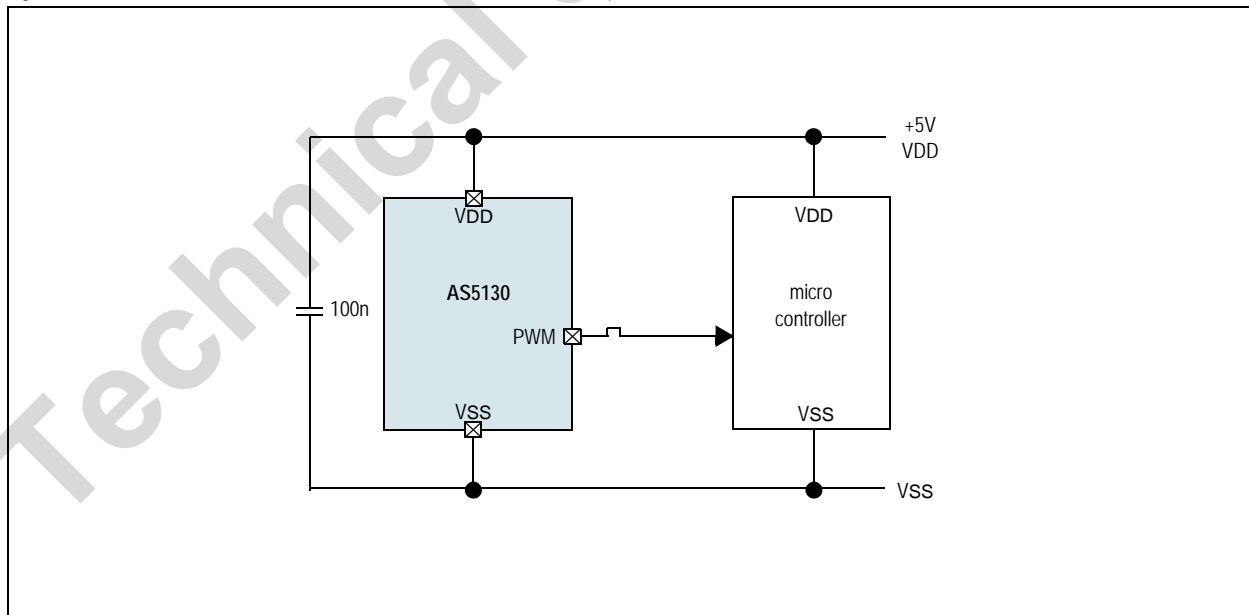 Technical
+5V
VDD
VDD
VDD
AS5130
micro
controller
100n
PWM
VSS
VSS
VSS